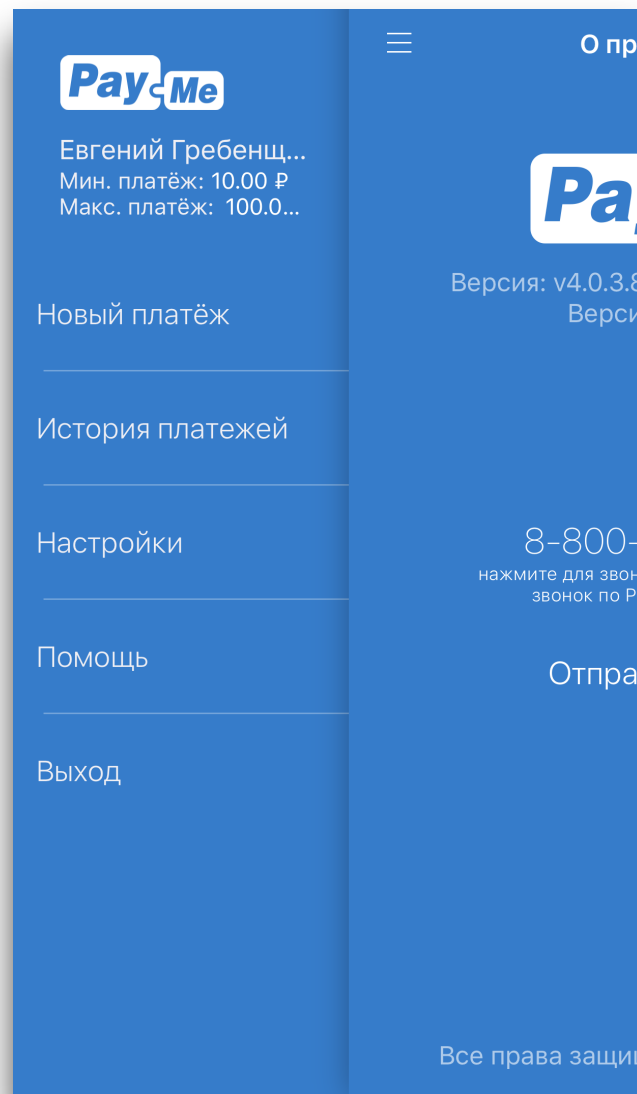 Pay-Me
Евгений Гребенщ...
Мин. платёж: 10.00 ₽
Макс. платёж: 100.0...
Новый платёж
История платежей
Настройки
Помощь
Выход
О пр
Pa
Версия: v4.0.3.8
Верси
8-800-
нажмите для звон
звонок по Р
Отпра
Все права защи